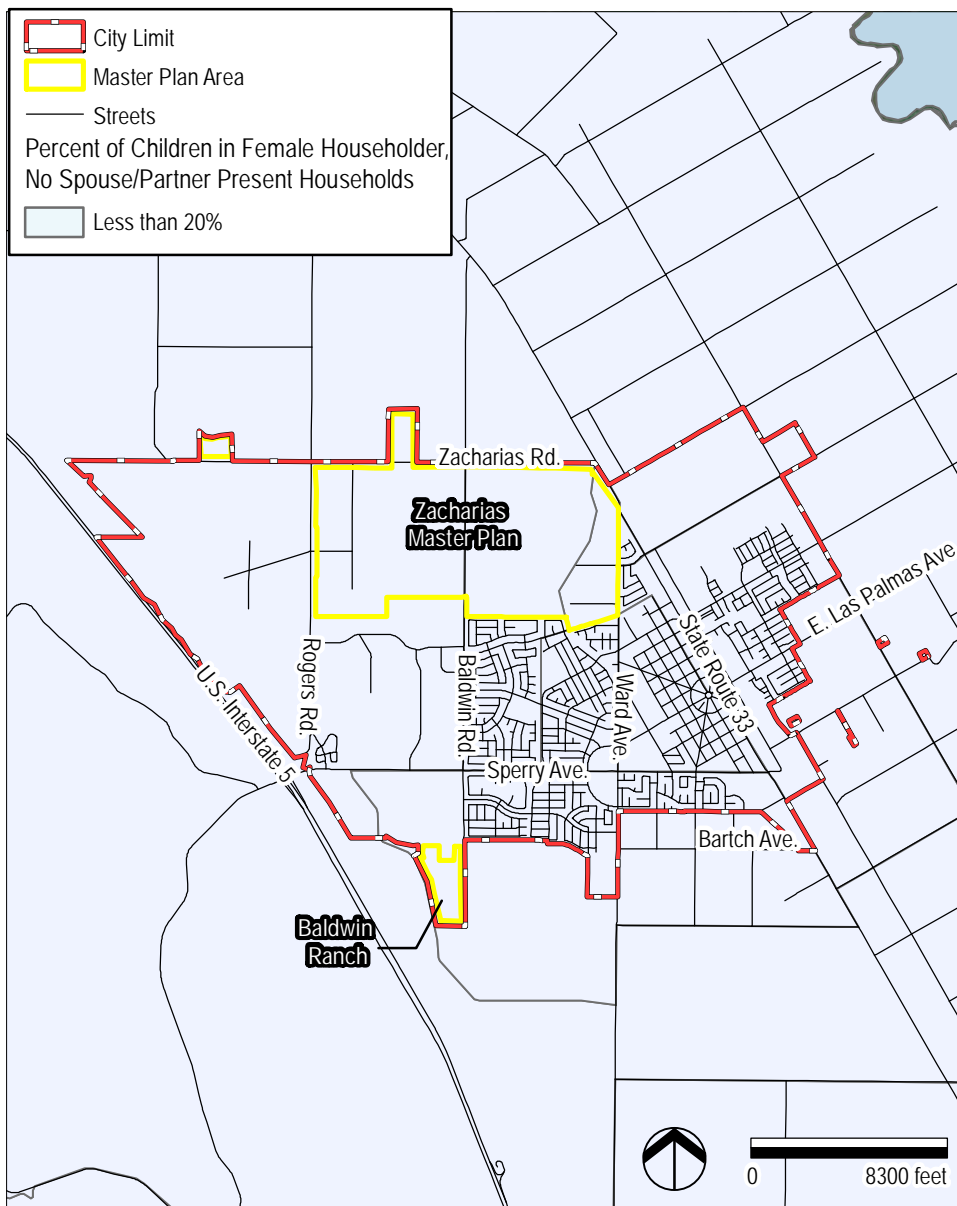 City Limit
Master Plan Area
Streets
Percent of Children in Female Householder,
No Spouse/Partner Present Households
Less than 20%
Zacharias Rd.
Zacharias
Master Plan
E. Las Palmas Ave
State Route 33
Rogers Rd.
Baldwin Rd.
Ward Ave.
U.S. Interstate 5
Sperry Ave.
Bartch Ave.
Baldwin
Ranch
0 8300 feet